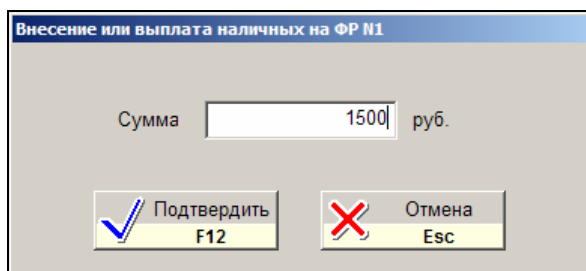 Внесение или выплата наличных на ФР N1
Сумма 1500 руб.
Подтвердить Отмена
F12 Esc